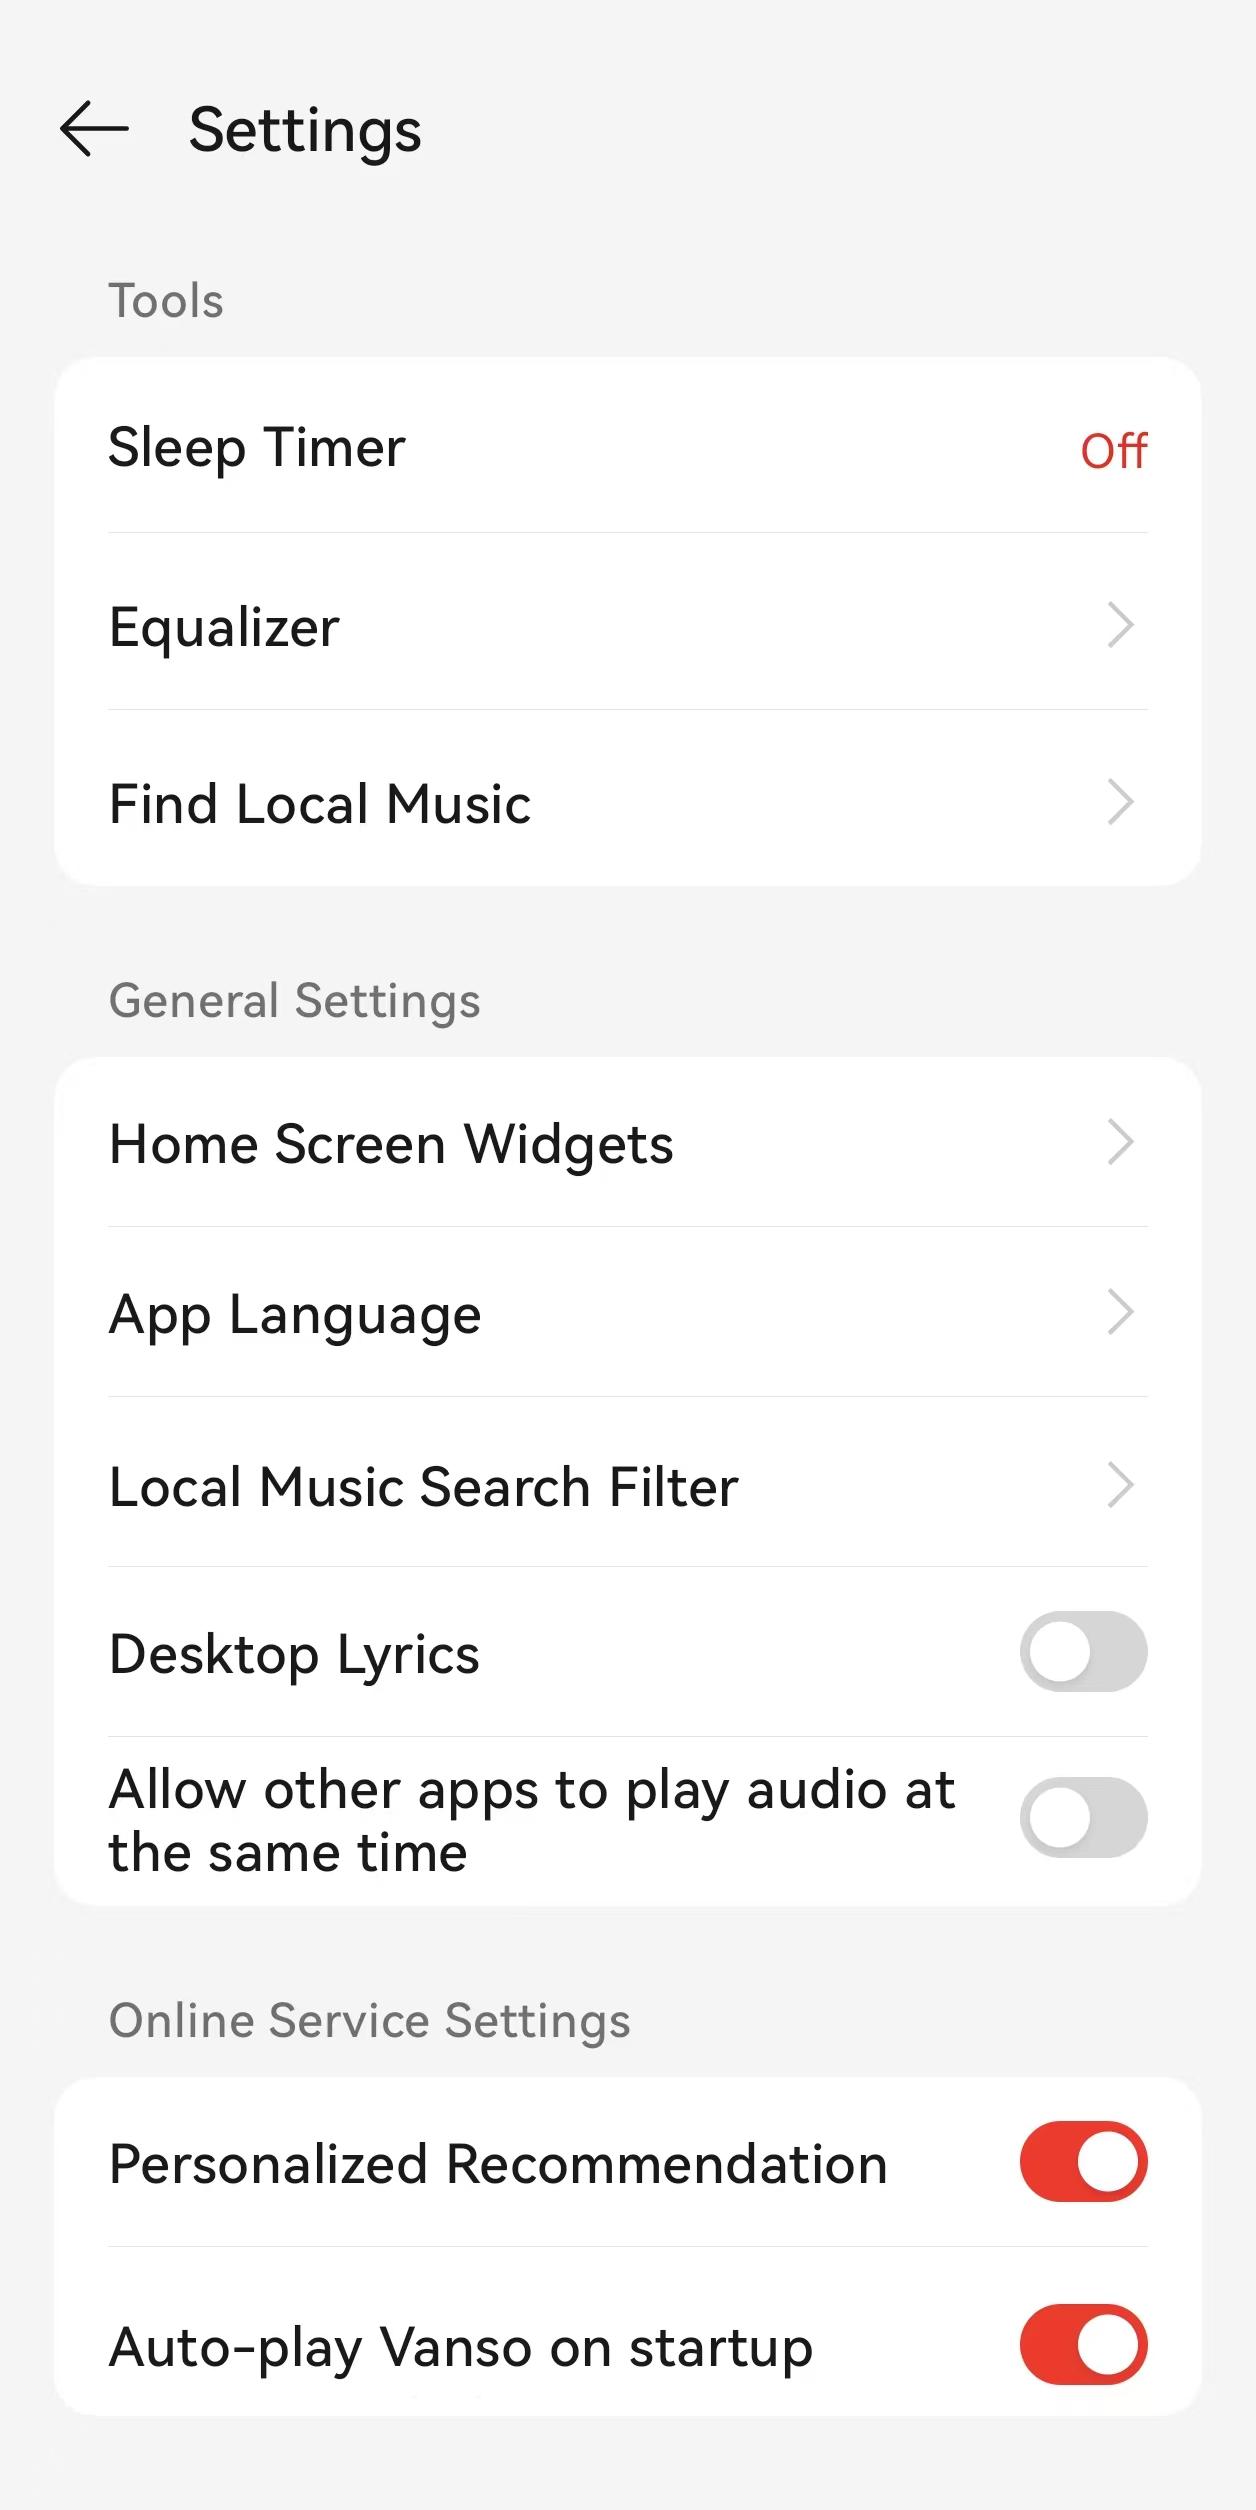 Settings
Tools
Sleep Timer
Off
Equalizer
Find Local Music
General Settings
Home Screen Widgets
App Language
Local Music Search Filter
Desktop Lyrics
Allow other apps to play audio at
the same time
Online Service Settings
Personalized Recommendation
Auto-play Vanso on startup